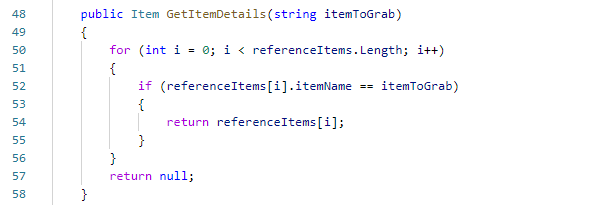 48 public Item GetItemDetails(string itemToGrab)
49 {
50 for (int i = 0; i < referenceItems.Length; i++)
51 {
52 if (referenceItems[i].itemName == itemToGrab)
53 {
54 return referenceItems[i];
55 }
56 }
57 return null;
58 }